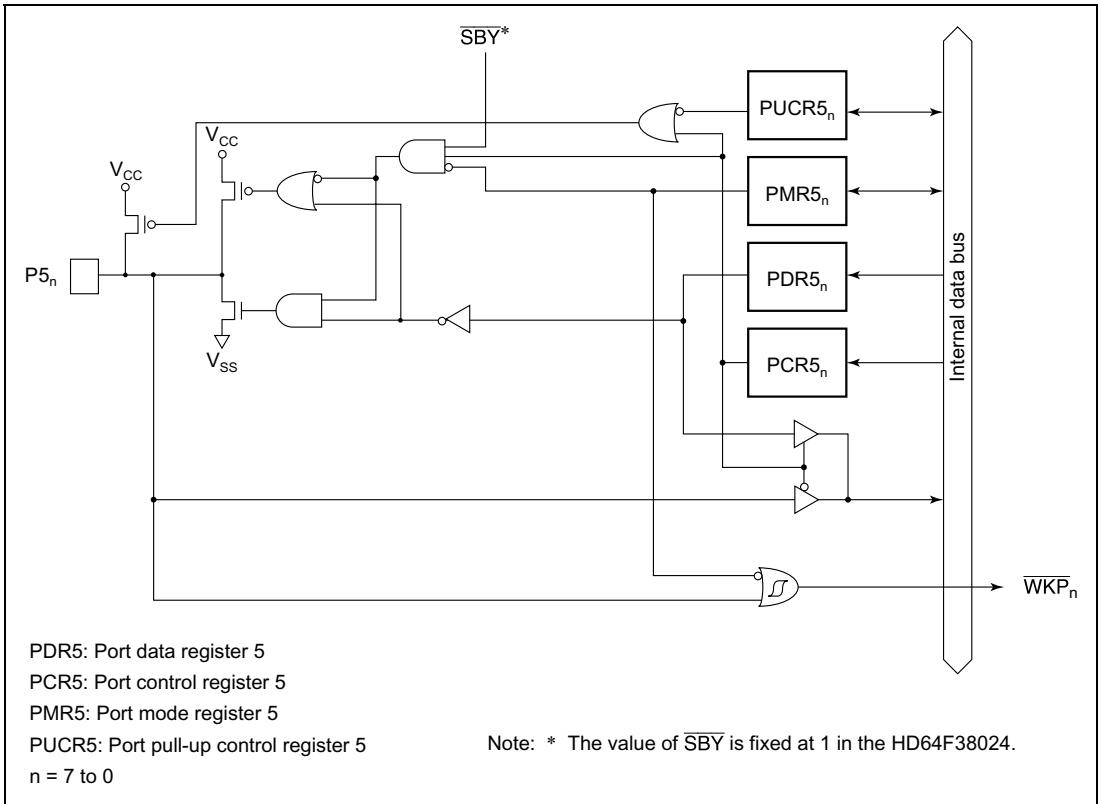 SBY*
PUCR5n
VCC
VCC
PMR5n
P5n
PDR5n
VSS
PCR5n
Internal data bus
WKPn
PDR5: Port data register 5
PCR5: Port control register 5
PMR5: Port mode register 5
PUCR5: Port pull-up control register 5
Note: * The value of SBY is fixed at 1 in the HD64F38024.
n = 7 to 0